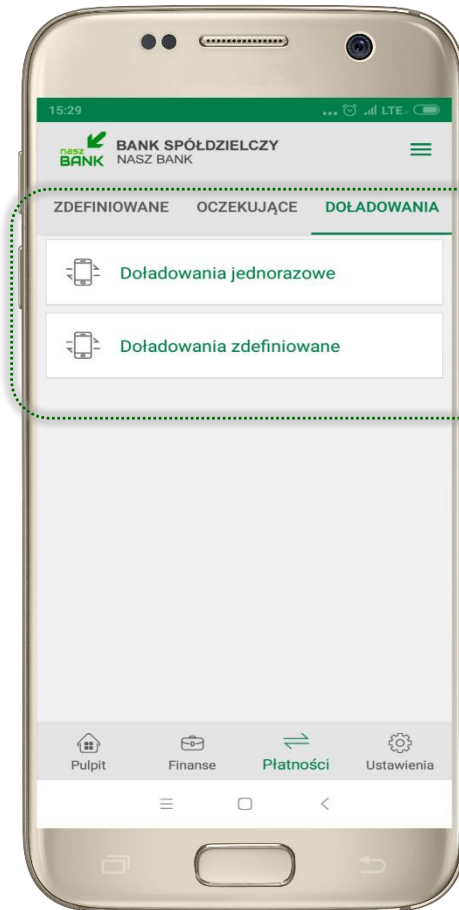 15:29 ... LTE
nasz BANK
BANK SPÓŁDZIELCZY
NASZ BANK
ZDEFINIOWANE OCZEKUJĄCE DOŁADOWANIA
Doładowania jednorazowe
Doładowania zdefiniowane
Pulpit Finanse Płatności Ustawienia